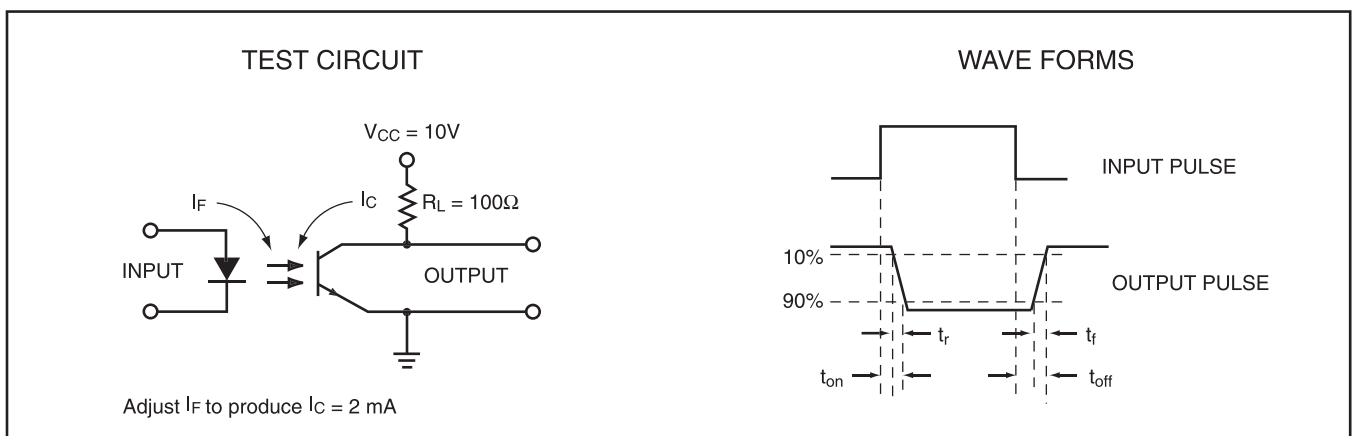 TEST CIRCUIT
WAVE FORMS
VCC = 10V
IF
IC
RL = 100Ω
INPUT
OUTPUT
Adjust IF to produce IC = 2 mA
INPUT PULSE
10%
90%
OUTPUT PULSE
tr
tf
ton
toff